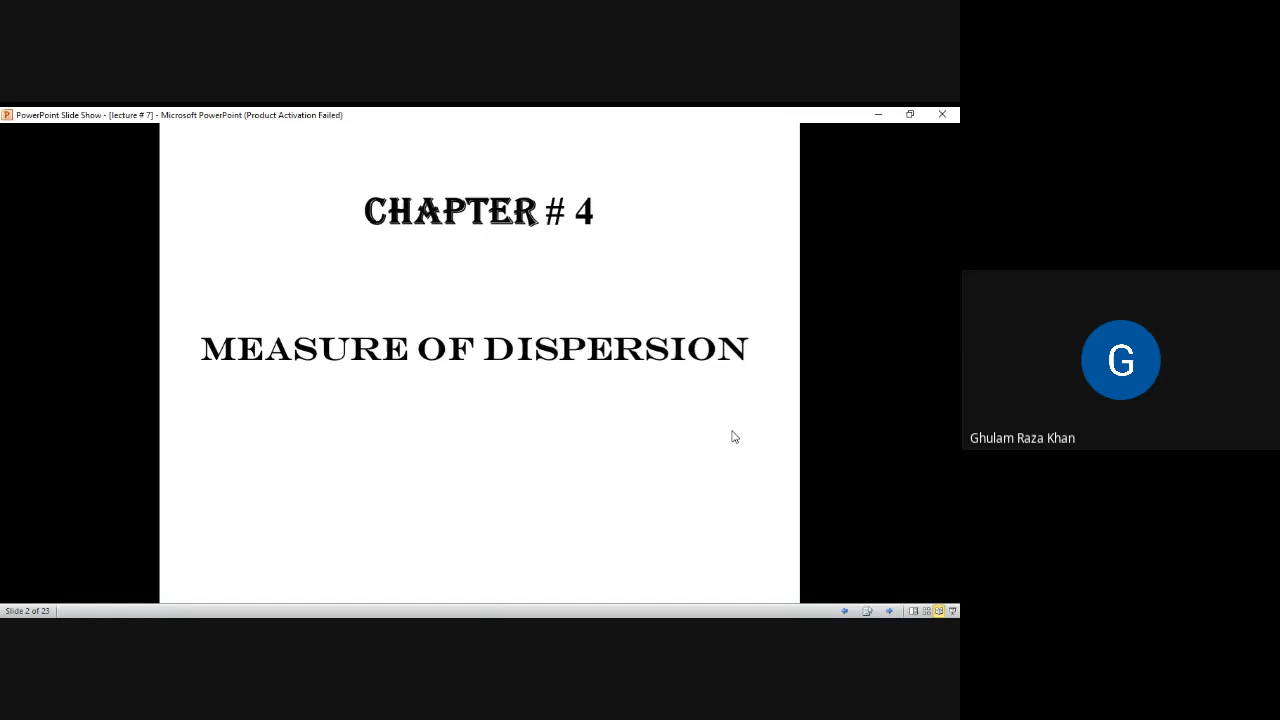 PowerPoint Slide Show - [lecture # 7] - Microsoft PowerPoint (Product Activation Failed)
CHAPTER # 4
MEASURE OF DISPERSION
G
Ghulam Raza Khan
Slide 2 of 23